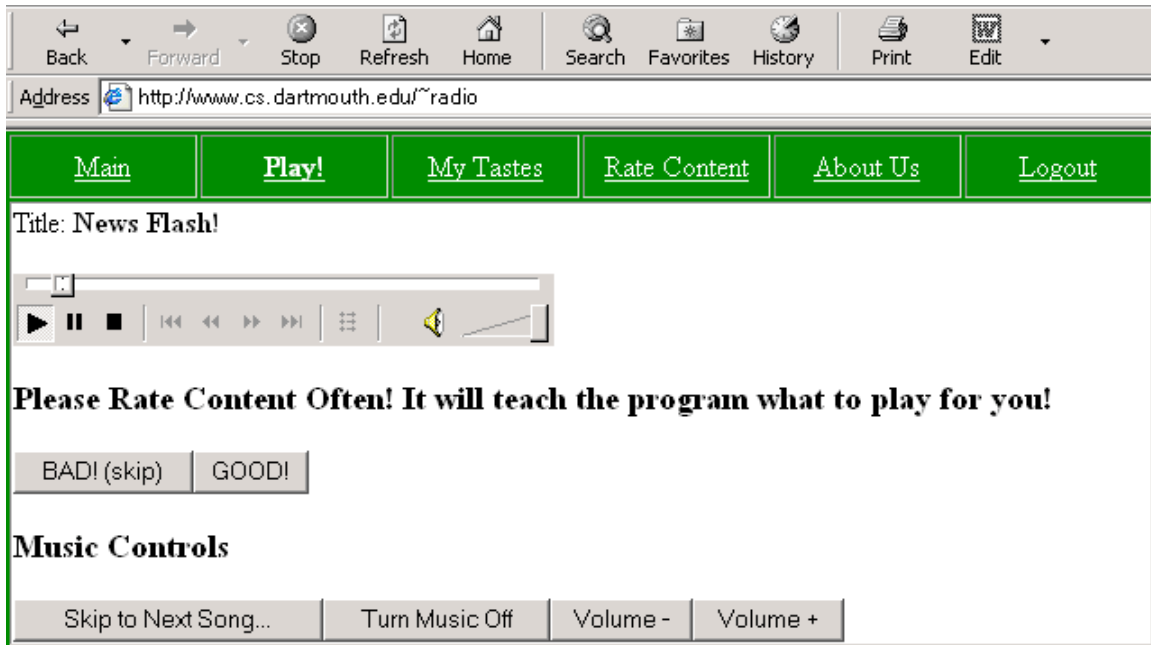 Back Forward Stop Refresh Home Search Favorites History Print Edit
Address http://www.cs.dartmouth.edu/~radio
Main Play! My Tastes Rate Content About Us Logout
Title: News Flash!
Please Rate Content Often! It will teach the program what to play for you!
BAD! (skip) GOOD!
Music Controls
Skip to Next Song... Turn Music Off Volume - Volume +